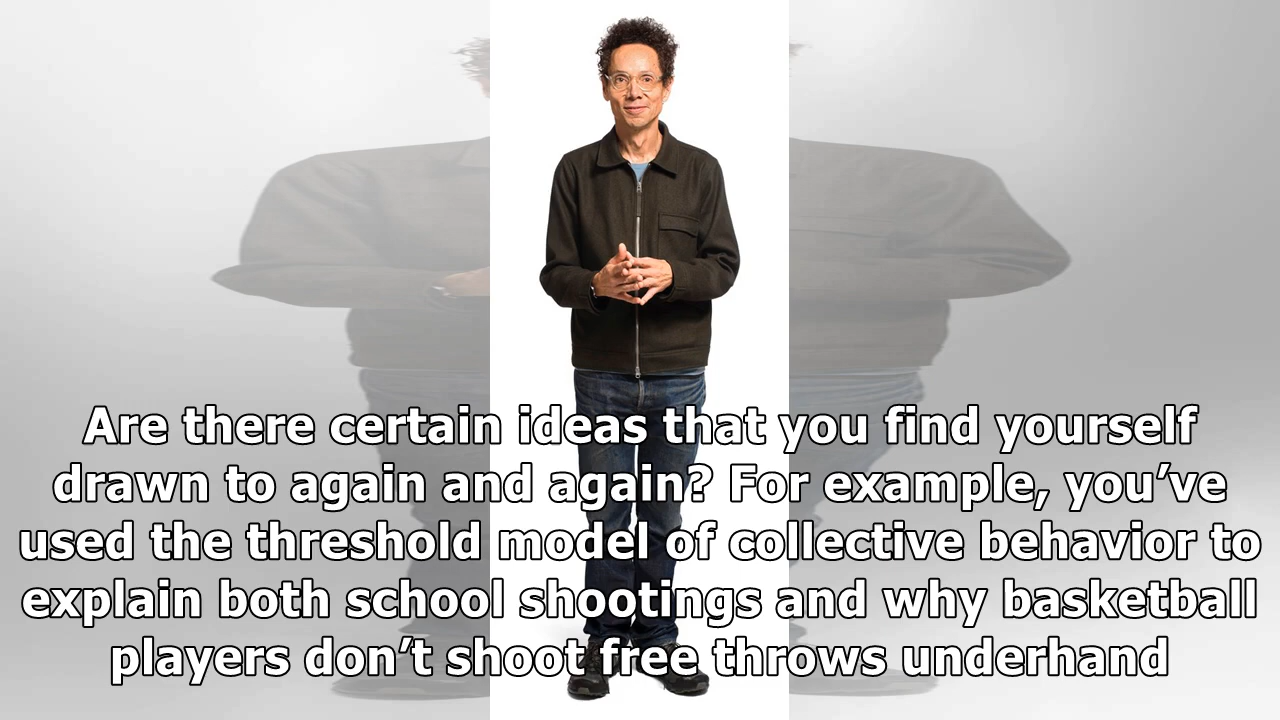 Are there certain ideas that you find yourself
drawn to again and again? For example, you’ve
used the threshold model of collective behavior to
explain both school shootings and why basketball
players don’t shoot free throws underhand